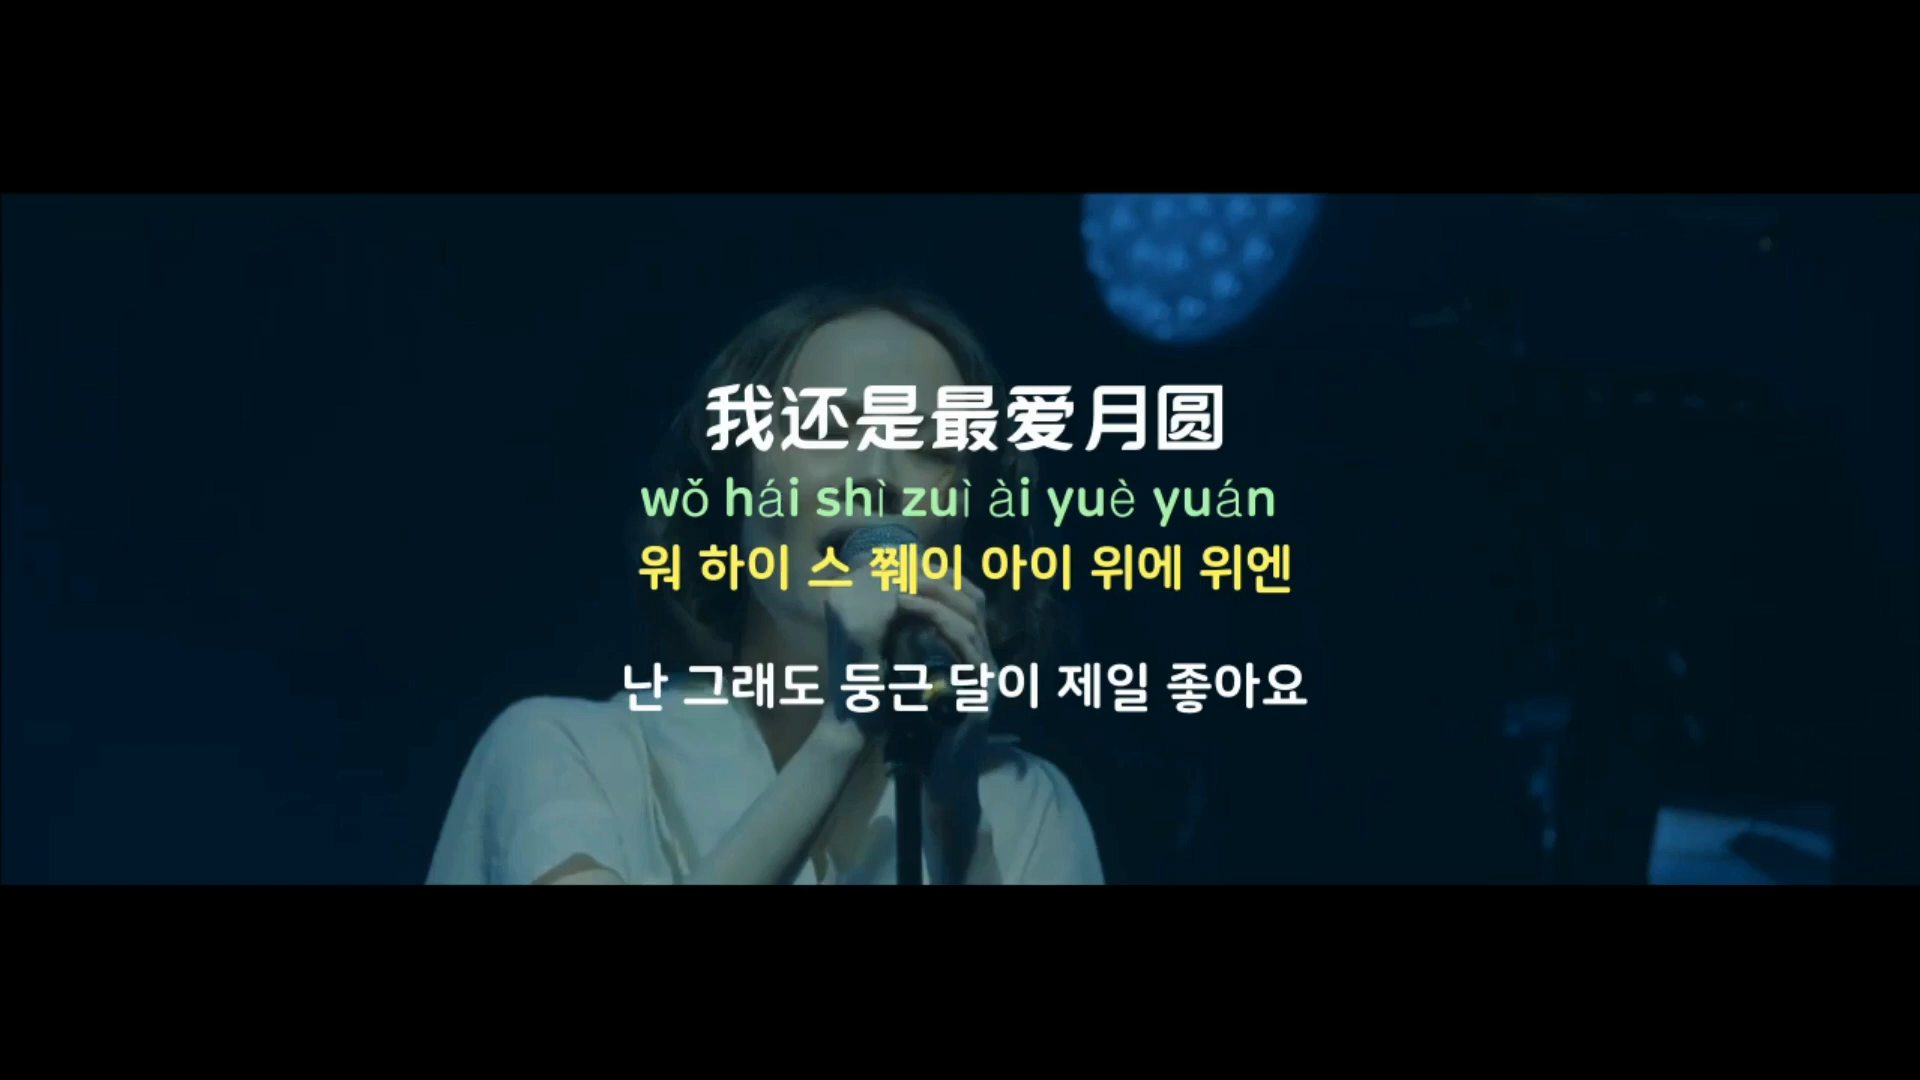 我还是最爱月圆
wǒ hái shì zuì ài yuè yuán
워 하이 스 쮀이 아이 위에 위엔
난 그래도 둥근 달이 제일 좋아요